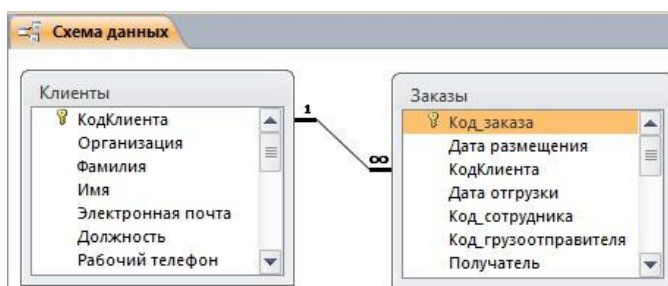 Схема данных
Клиенты
КодКлиента
Организация
Фамилия
Имя
Электронная почта
Должность
Рабочий телефон
1
∞
Заказы
Код_заказа
Дата размещения
КодКлиента
Дата отгрузки
Код_сотрудника
Код_грузоотправителя
Получатель